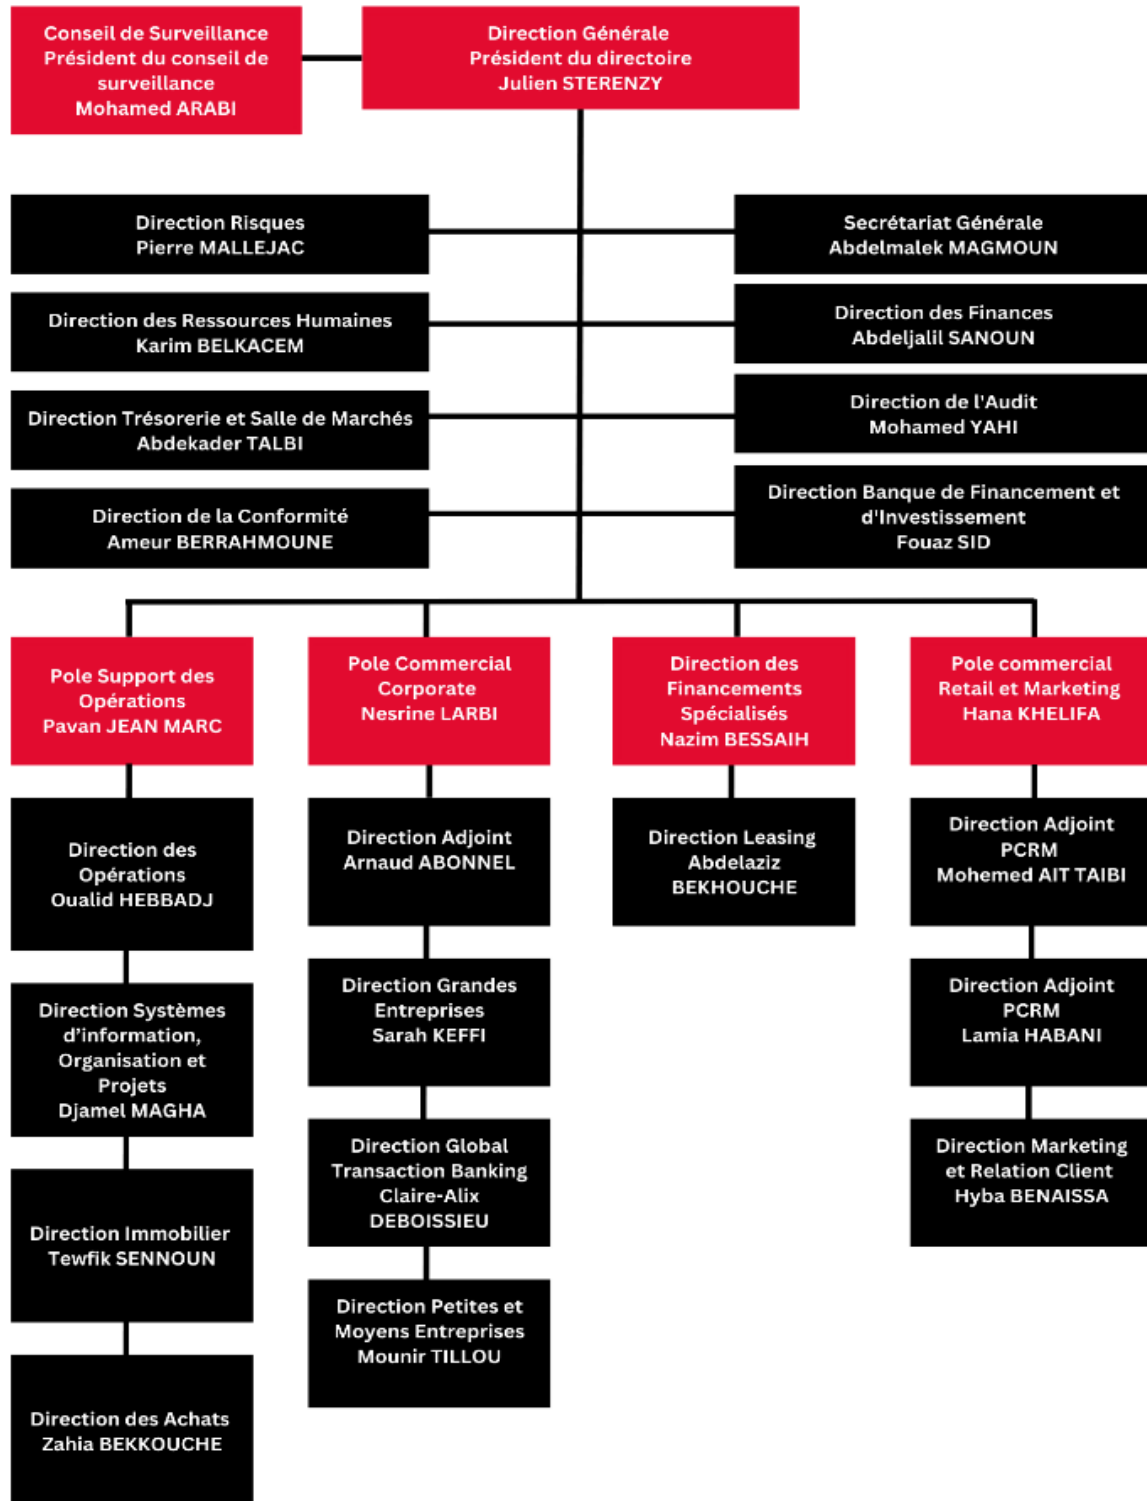 Conseil de Surveillance
Président du conseil de
surveillance
Mohamed ARABI
Direction Générale
Président du directoire
Julien STERENZY
Direction Risques
Pierre MALLEJAC
Secrétariat Générale
Abdelmalek MAGMOUN
Direction des Ressources Humaines
Karim BELKACEM
Direction des Finances
Abdeljalil SANOUN
Direction Trésorerie et Salle de Marchés
Abdekader TALBI
Direction de l'Audit
Mohamed YAHI
Direction de la Conformité
Ameur BERRAHMOUNE
Direction Banque de Financement et
d'Investissement
Fouaz SID
Pole Support des
Opérations
Pavan JEAN MARC
Pole Commercial
Corporate
Nesrine LARBI
Direction des
Financements
Spécialisés
Nazim BESSAIH
Pole commercial
Retail et Marketing
Hana KHELIFA
Direction des
Opérations
Oualid HEBBADJ
Direction Adjoint
Arnaud ABONNEL
Direction Leasing
Abdelaziz
BEKHOUCHE
Direction Adjoint
PCRM
Mohemed AIT TAIBI
Direction Systèmes
d’information,
Organisation et
Projets
Djamel MAGHA
Direction Grandes
Entreprises
Sarah KEFFI
Direction Adjoint
PCRM
Lamia HABANI
Direction Immobilier
Tewfik SENNOUN
Direction Global
Transaction Banking
Claire-Alix
DEBOISSIEU
Direction Marketing
et Relation Client
Hyba BENAISSA
Direction des Achats
Zahia BEKKOUCHE
Direction Petites et
Moyens Entreprises
Mounir TILLOU